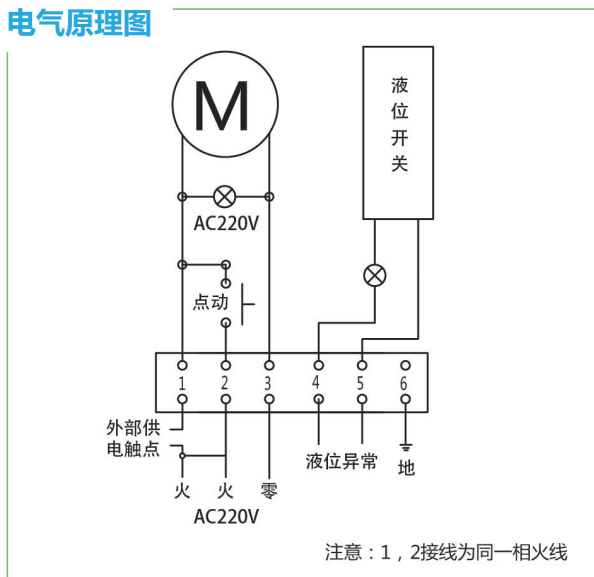 电气原理图
M
液位开关
AC220V
点动
1 2 3 4 5 6
外部供
电触点
液位异常
地
火 火 零
AC220V
注意：1，2接线为同一相火线